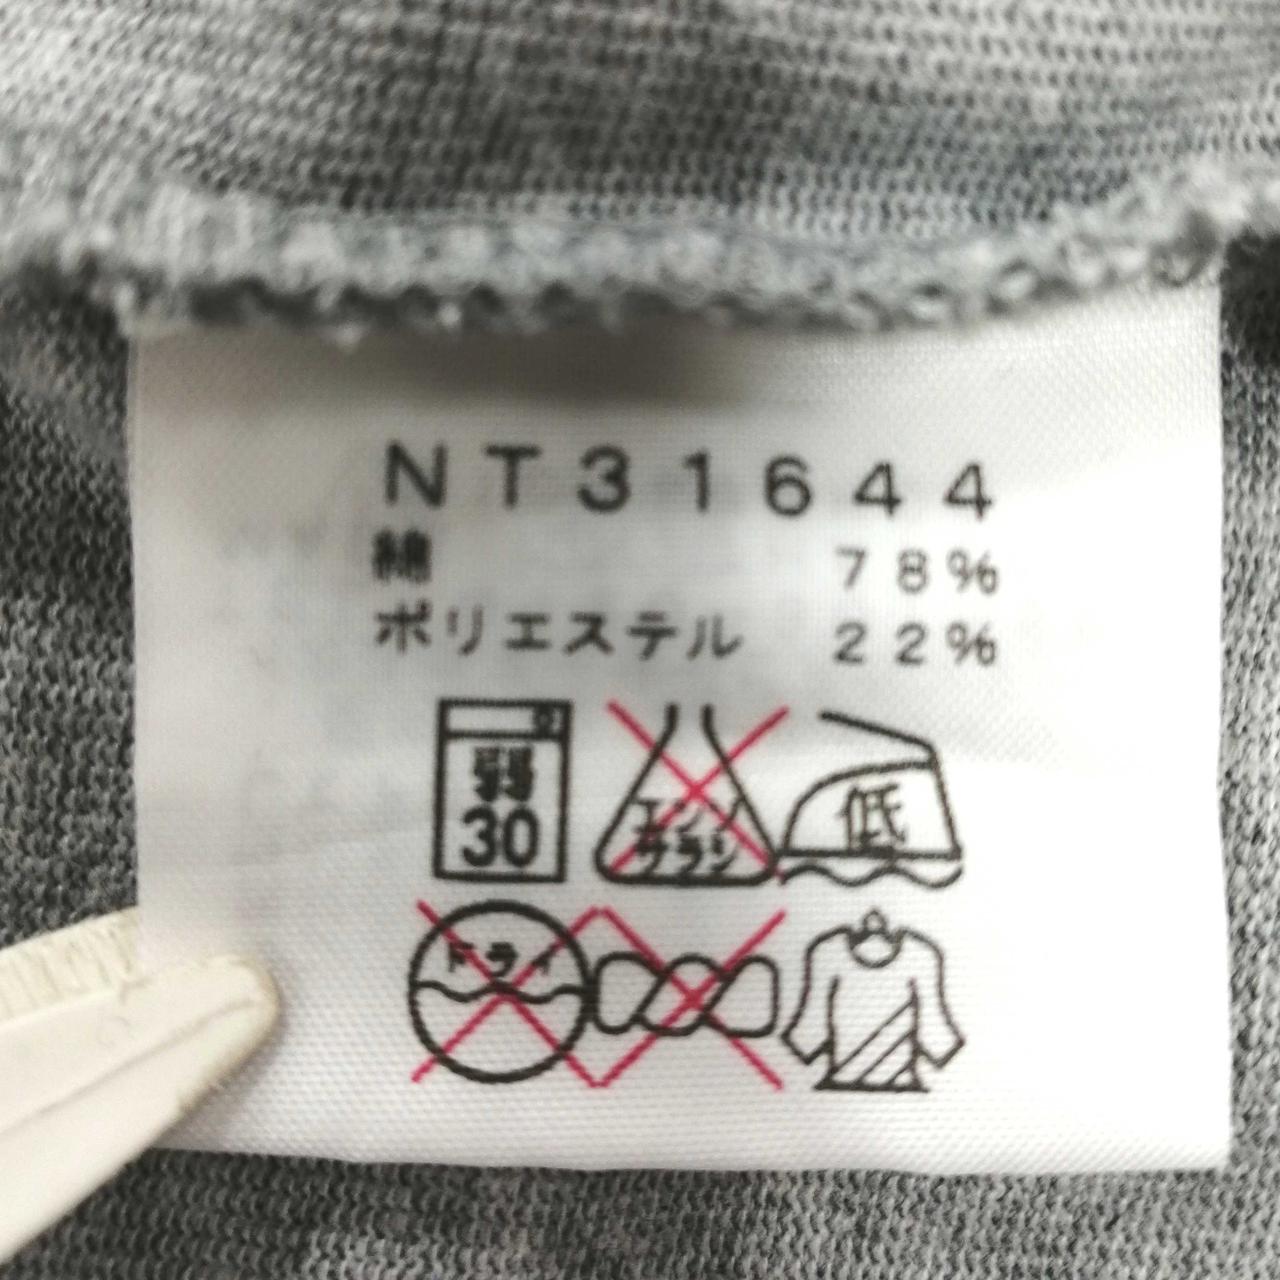 NT31644
綿 78%
ポリエステル 22%
弱
30
エンソ
サラシ
低
ドライ